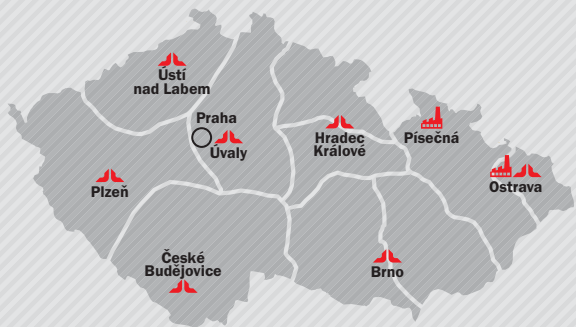 Ústí
nad Labem
Praha
Úvaly
Hradec
Králové
Písečná
Plzeň
Ostrava
České
Budějovice
Brno